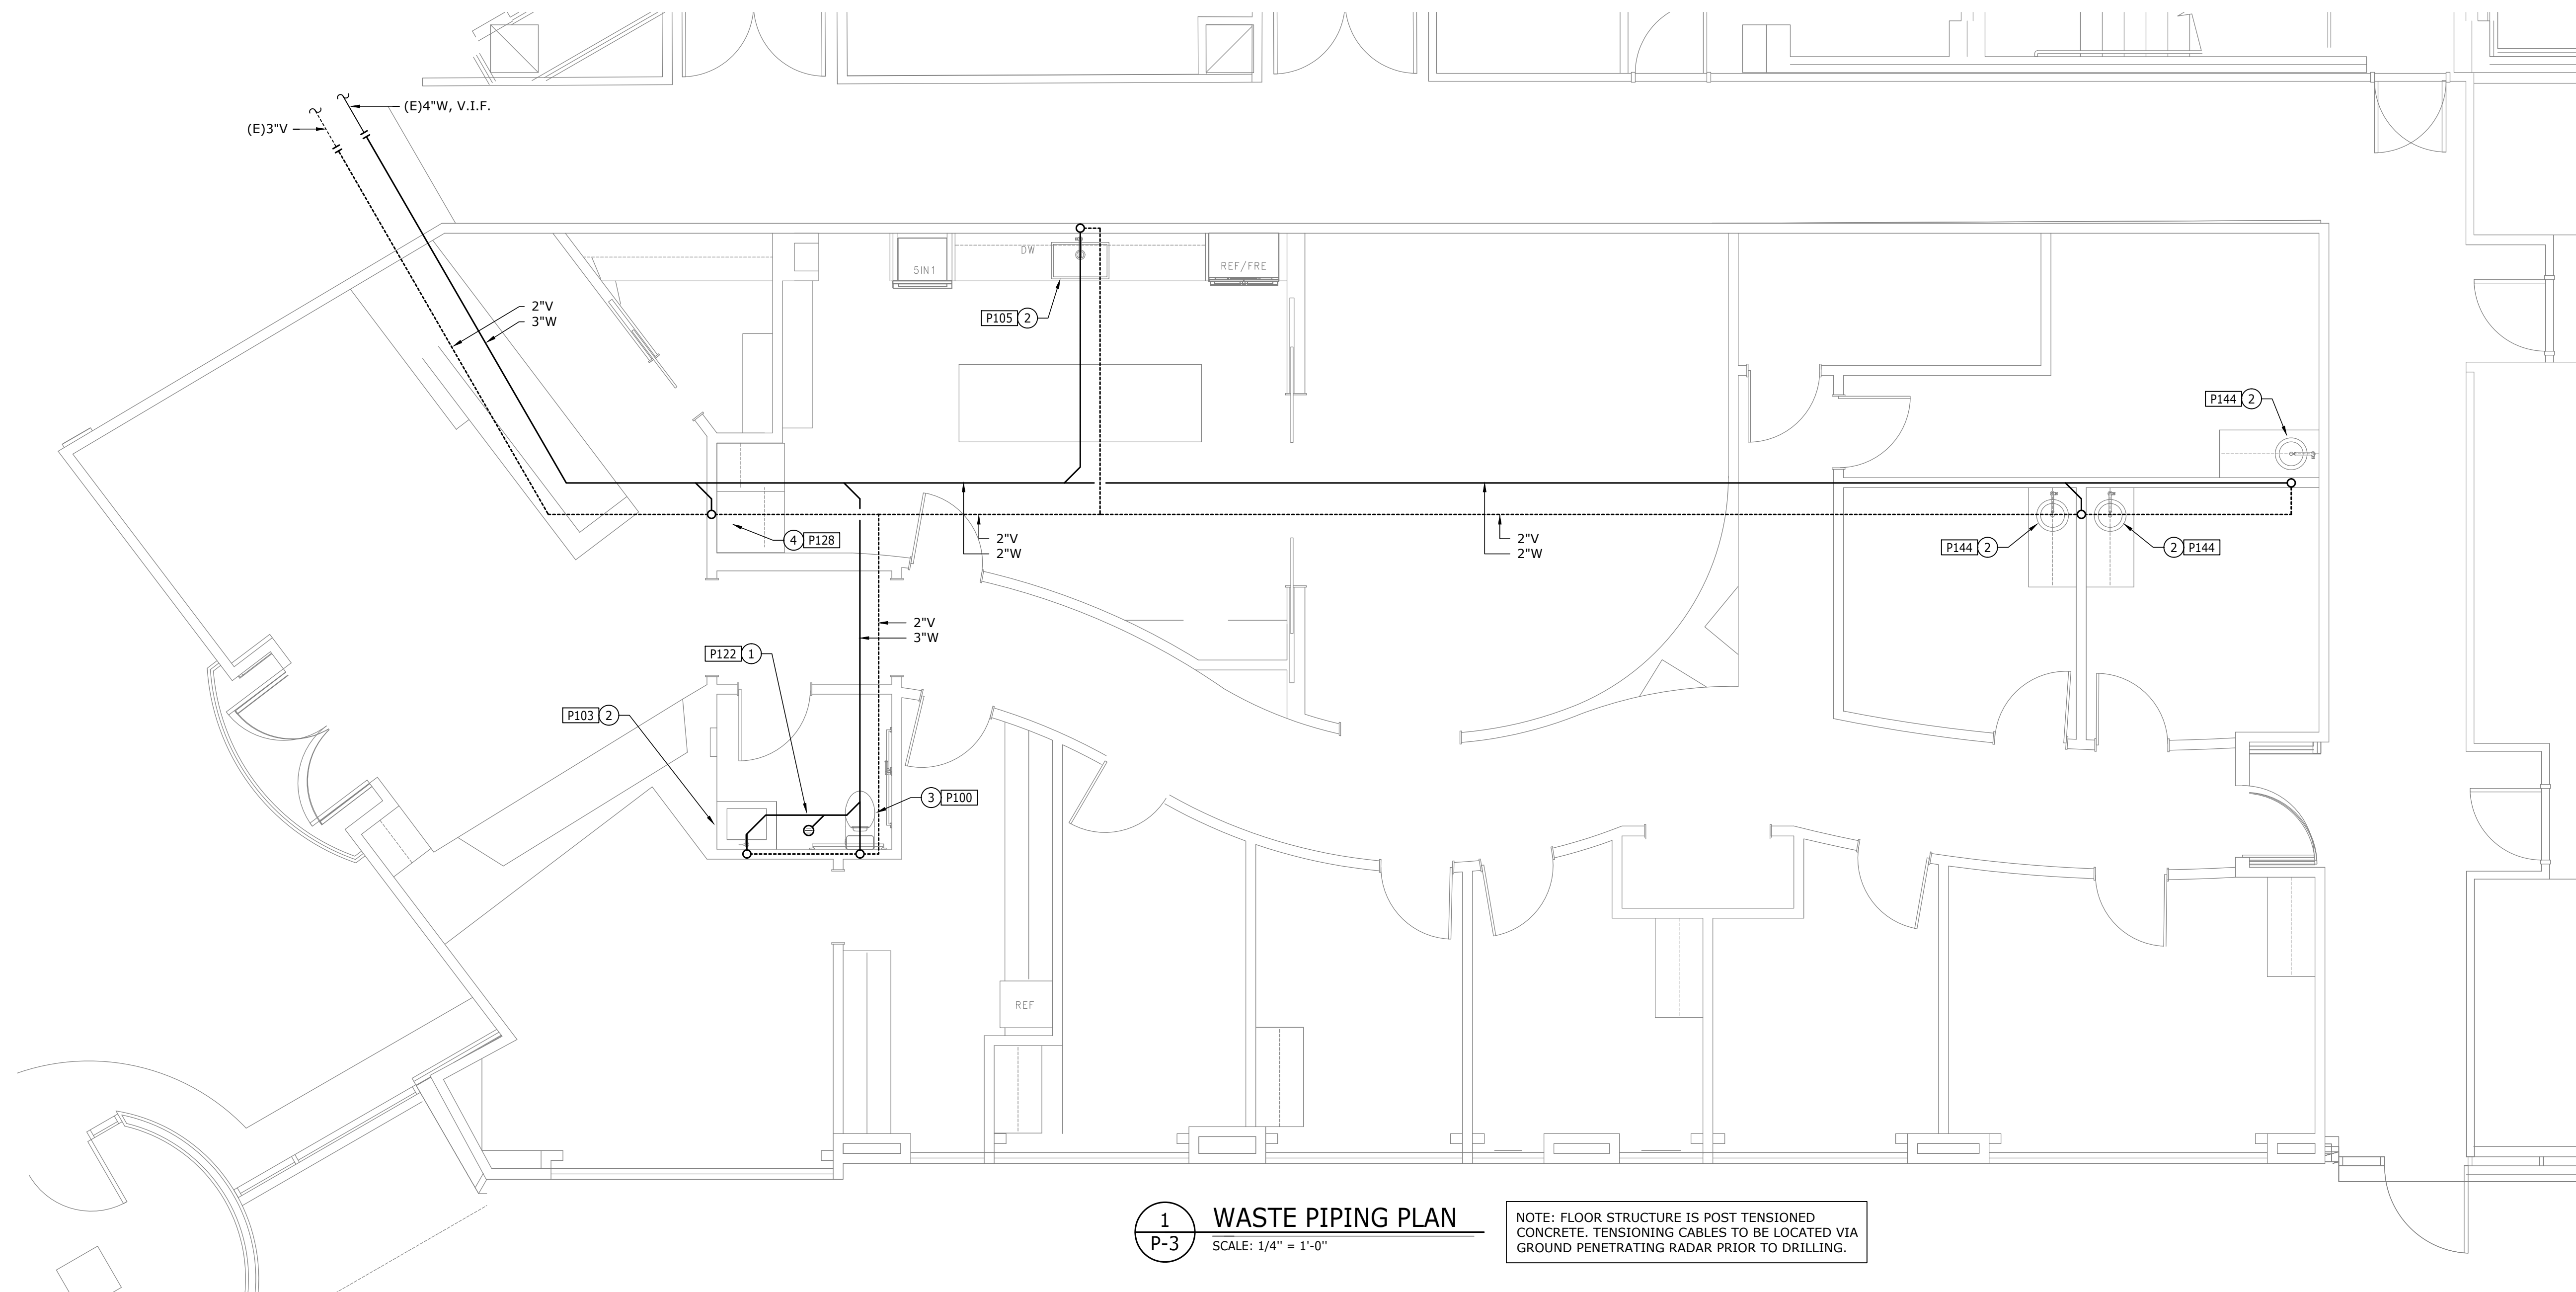 (E)4"W, V.I.F.
(E)3"V
2"V
3"W
5IN1
DW
REF/FRE
P105 2
P144 2
4 P128
2"V
2"W
2"V
2"W
P144 2
2 P144
2"V
3"W
P122 1
P103 2
3 P100
REF
1
P-3
WASTE PIPING PLAN
SCALE: 1/4" = 1'-0"
NOTE: FLOOR STRUCTURE IS POST TENSIONED
CONCRETE. TENSIONING CABLES TO BE LOCATED VIA
GROUND PENETRATING RADAR PRIOR TO DRILLING.